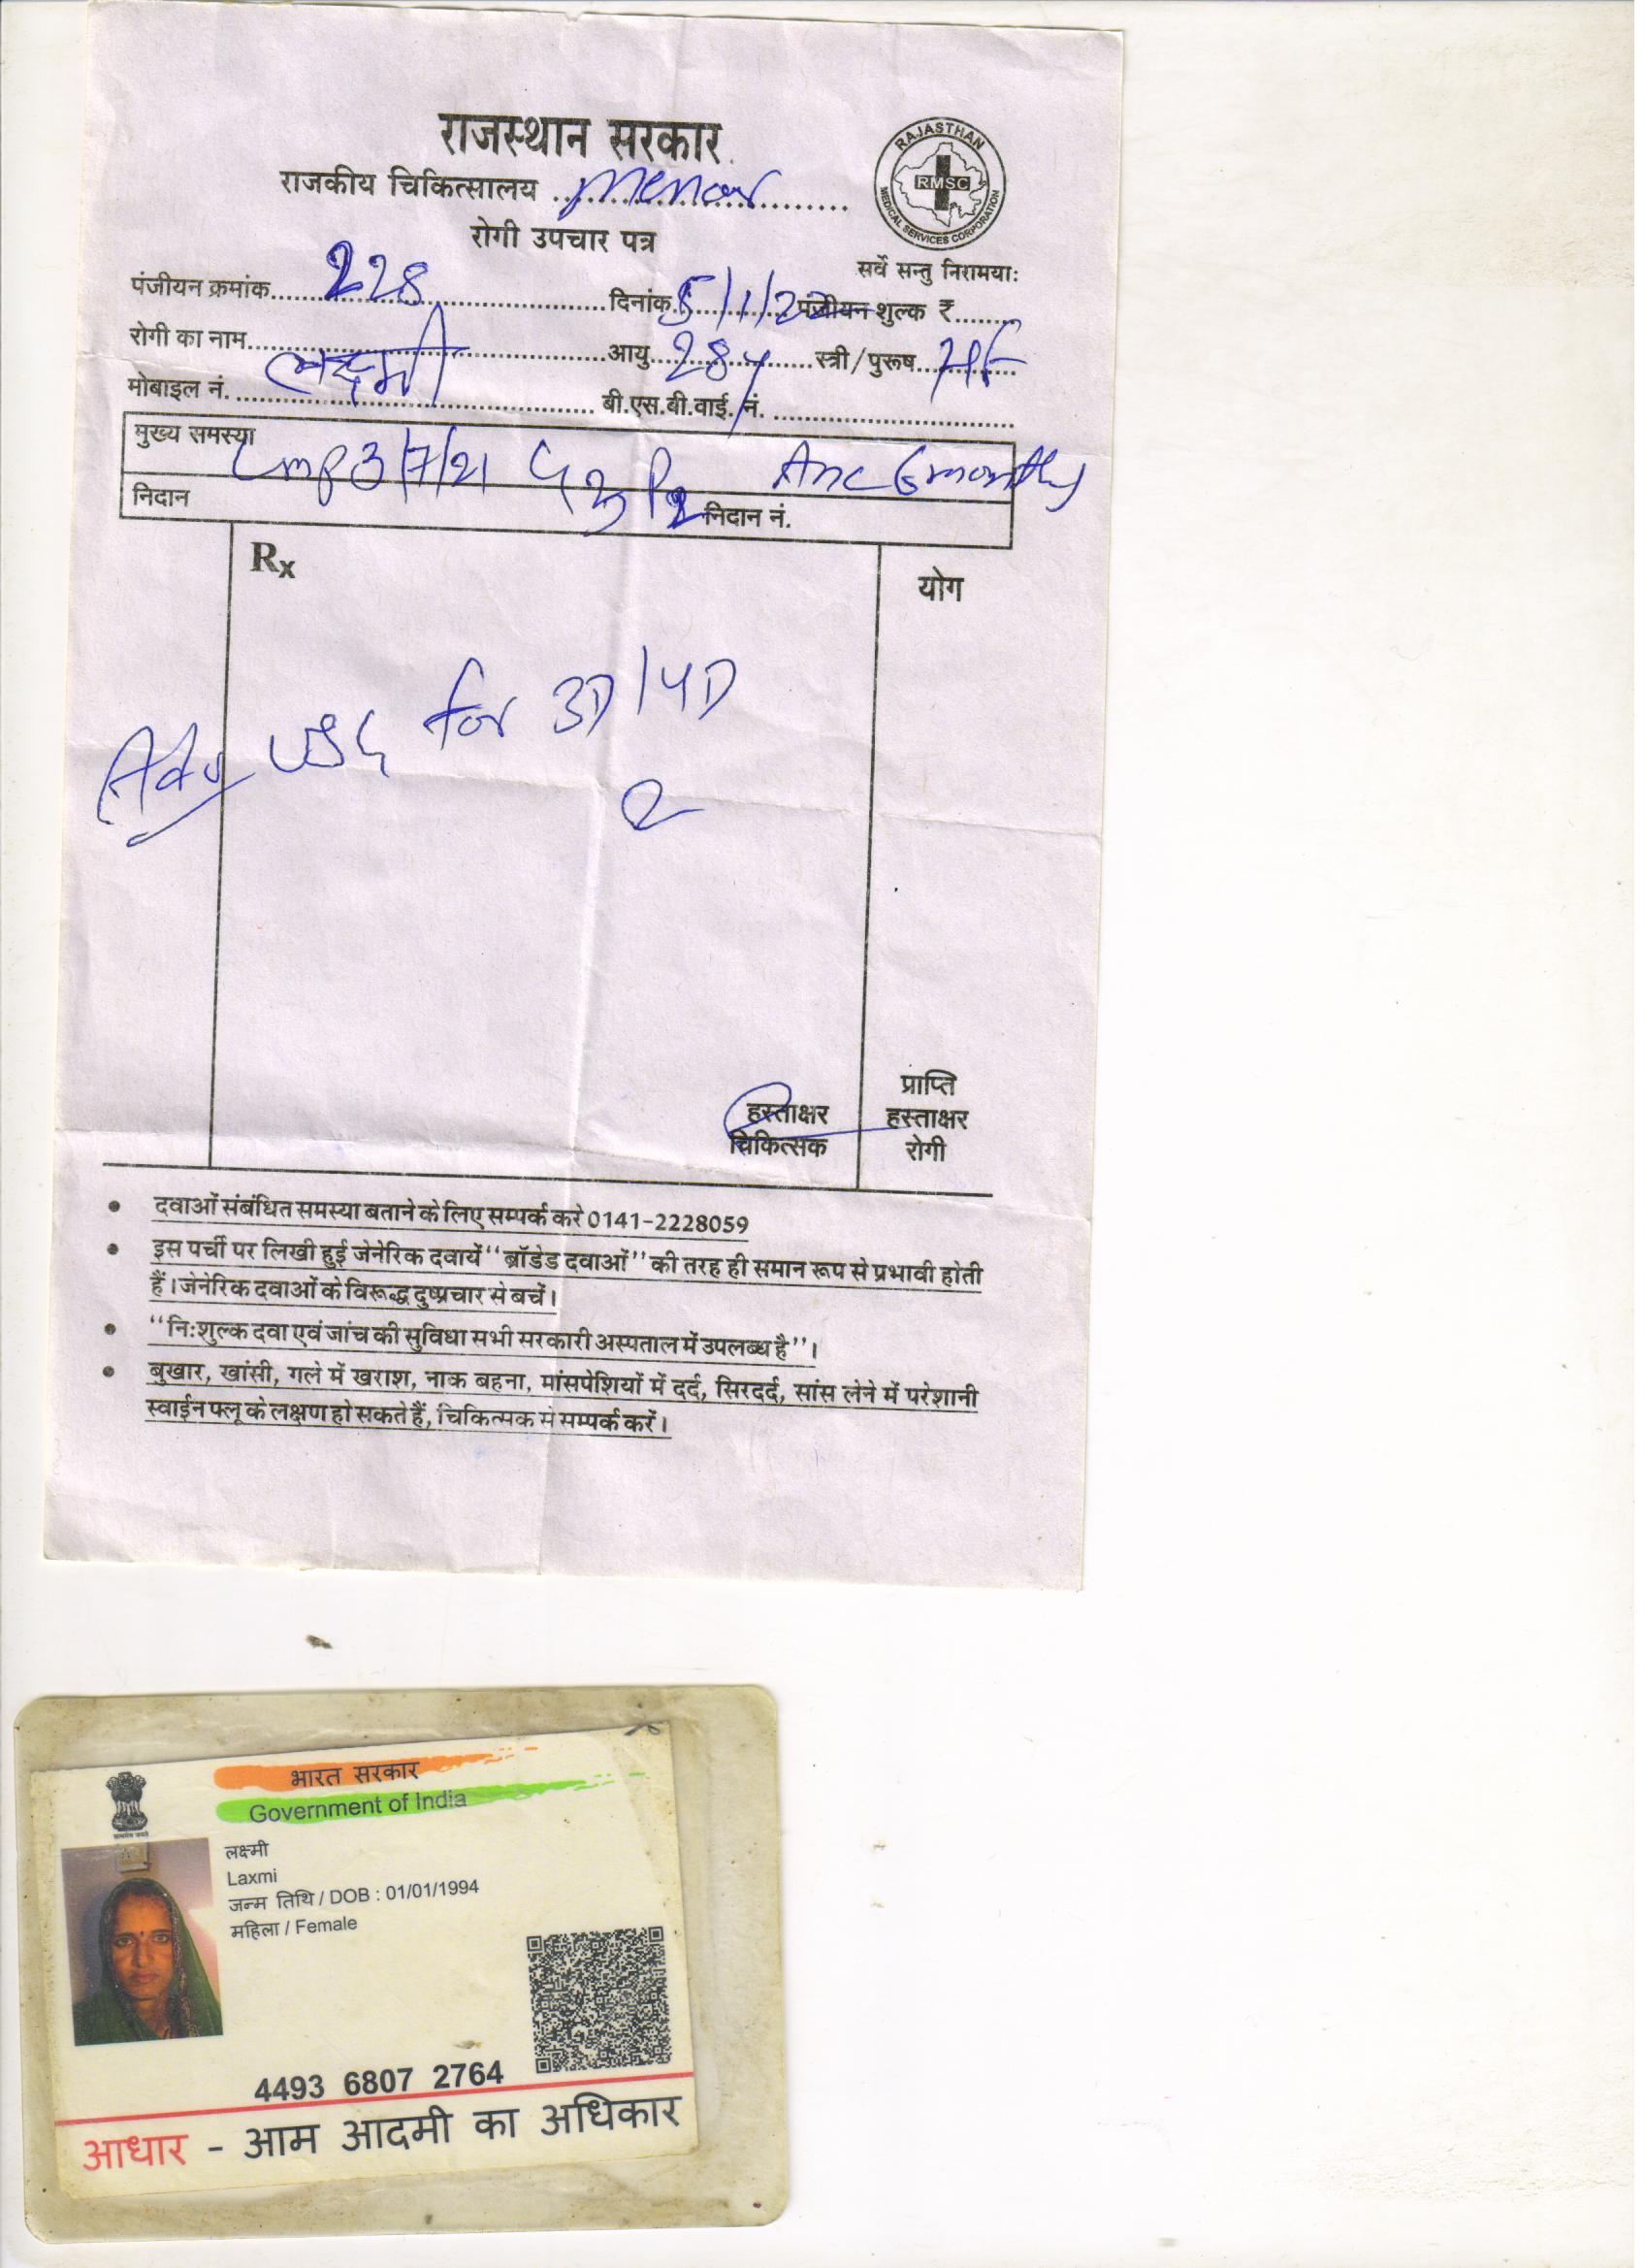 राजस्थान सरकार
राजकीय चिकित्सालय Menar
रोगी उपचार पत्र
RAJASTHAN
RMSC
MEDICAL SERVICES CORPORATION
सर्वे सन्तु निरामया:
पंजीयन क्रमांक 228 दिनांक 5/1/22 पंजीयन शुल्क ₹
रोगी का नाम लक्ष्मी आयु 28y स्त्री/पुरूष F
मोबाइल नं. बी.एस.बी.वाई. नं.
मुख्य समस्या Lmp 3/7/21 G3 P2 Anc 6 months
निदान निदान नं.
Rx योग
Adv USG for 3D/4D
प्राप्ति
हस्ताक्षर हस्ताक्षर
चिकित्सक रोगी
• दवाओं संबंधित समस्या बताने के लिए सम्पर्क करे 0141-2228059
• इस पर्ची पर लिखी हुई जेनेरिक दवायें ''ब्रॉडेड दवाओं'' की तरह ही समान रूप से प्रभावी होती
हैं। जेनेरिक दवाओं के विरूद्ध दुष्प्रचार से बचें।
• ''नि:शुल्क दवा एवं जांच की सुविधा सभी सरकारी अस्पताल में उपलब्ध है''।
• बुखार, खांसी, गले में खराश, नाक बहना, मांसपेशियों में दर्द, सिरदर्द, सांस लेने में परेशानी
स्वाईन फ्लू के लक्षण हो सकते हैं, चिकित्सक से सम्पर्क करें।
भारत सरकार
Government of India
लक्ष्मी
Laxmi
जन्म तिथि / DOB : 01/01/1994
महिला / Female
4493 6807 2764
आधार - आम आदमी का अधिकार